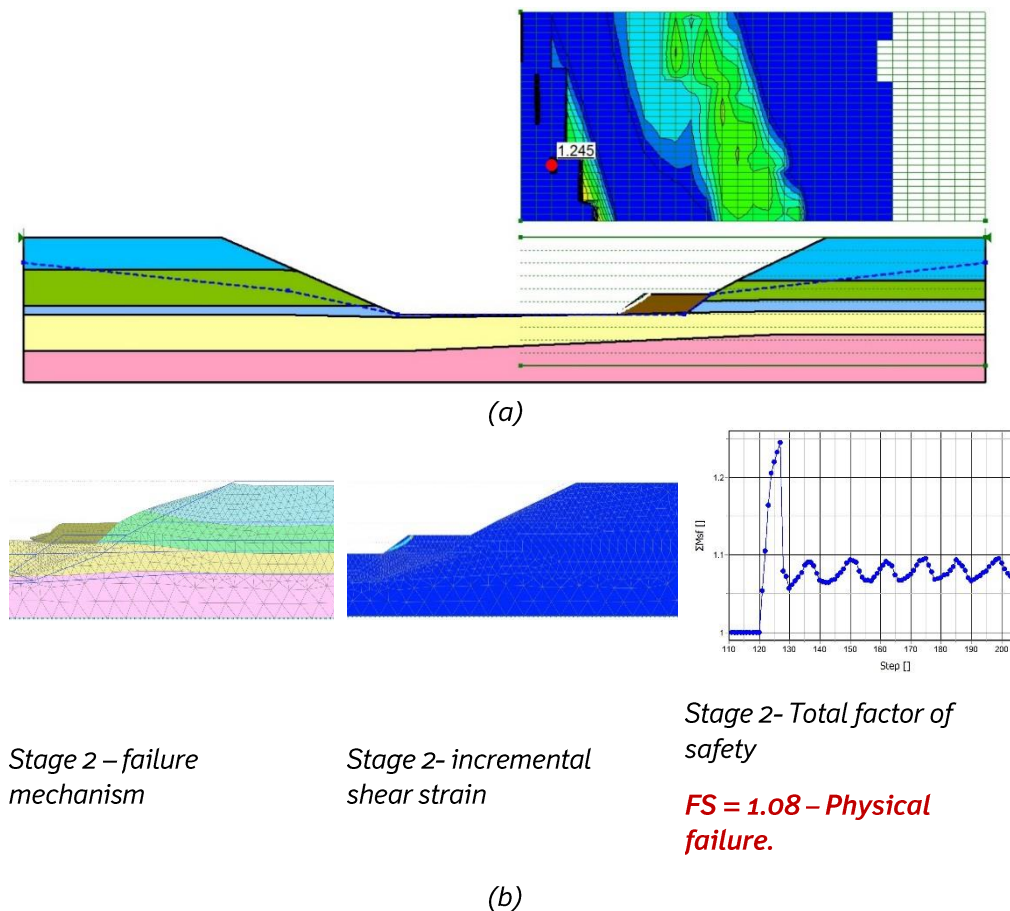 1.245
(a)
1.2
1.1
1
ΣMsf []
110 120 130 140 150 160 170 180 190 200
Step []
Stage 2 – failure
mechanism
Stage 2- incremental
shear strain
Stage 2- Total factor of
safety
FS = 1.08 – Physical
failure.
(b)